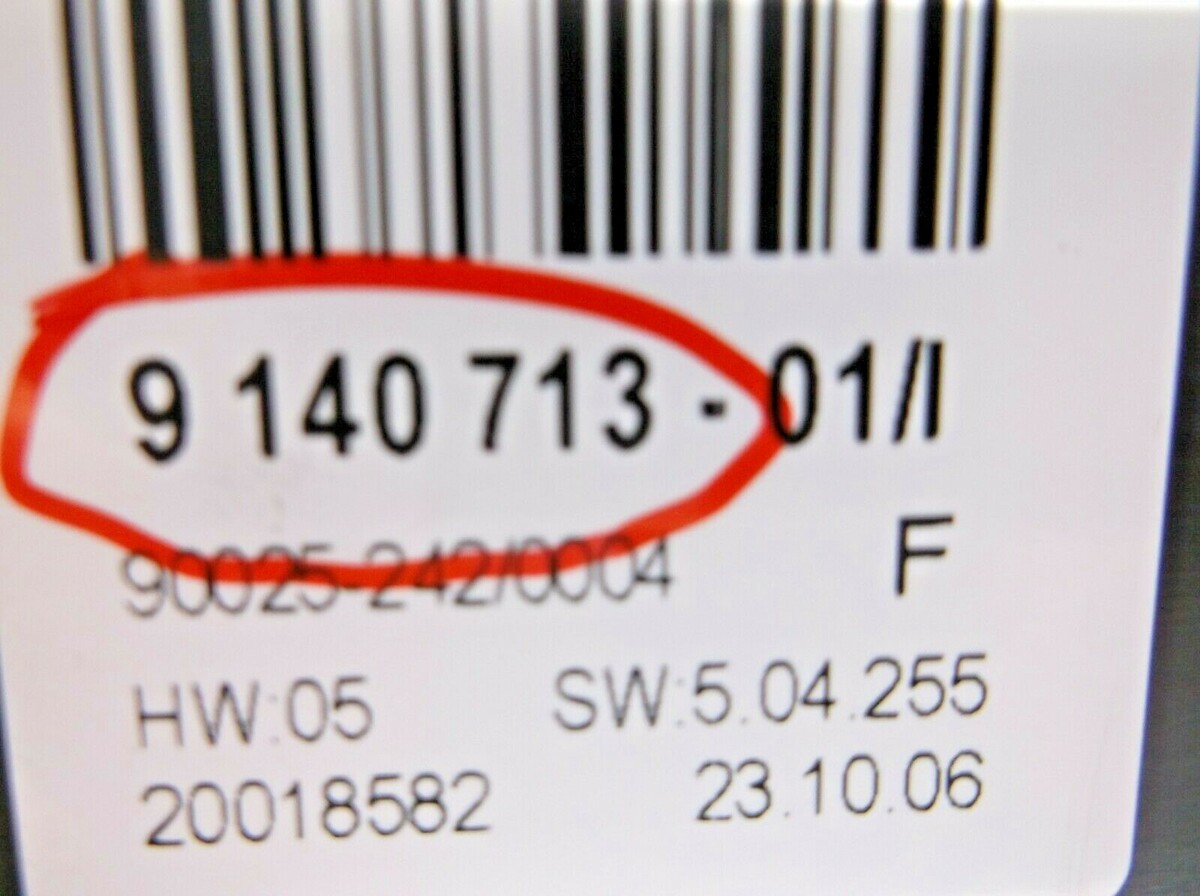 9 140 713 - 01/I
90025-242/0004 F
HW:05 SW:5.04.255
20018582 23.10.06